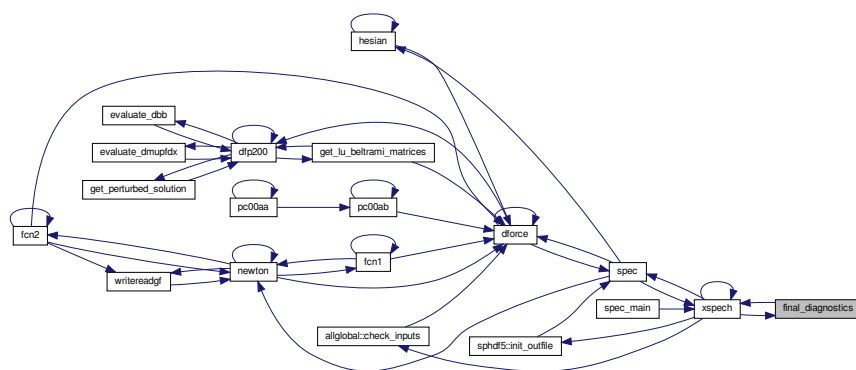 hesian
evaluate_dbb
evaluate_dmupfdx
dfp200
get_lu_beltrami_matrices
get_perturbed_solution
pc00aa
pc00ab
fcn2
dforce
newton
fcn1
spec
writereadgf
spec_main
xspech
final_diagnostics
allglobal::check_inputs
sphdf5::init_outfile